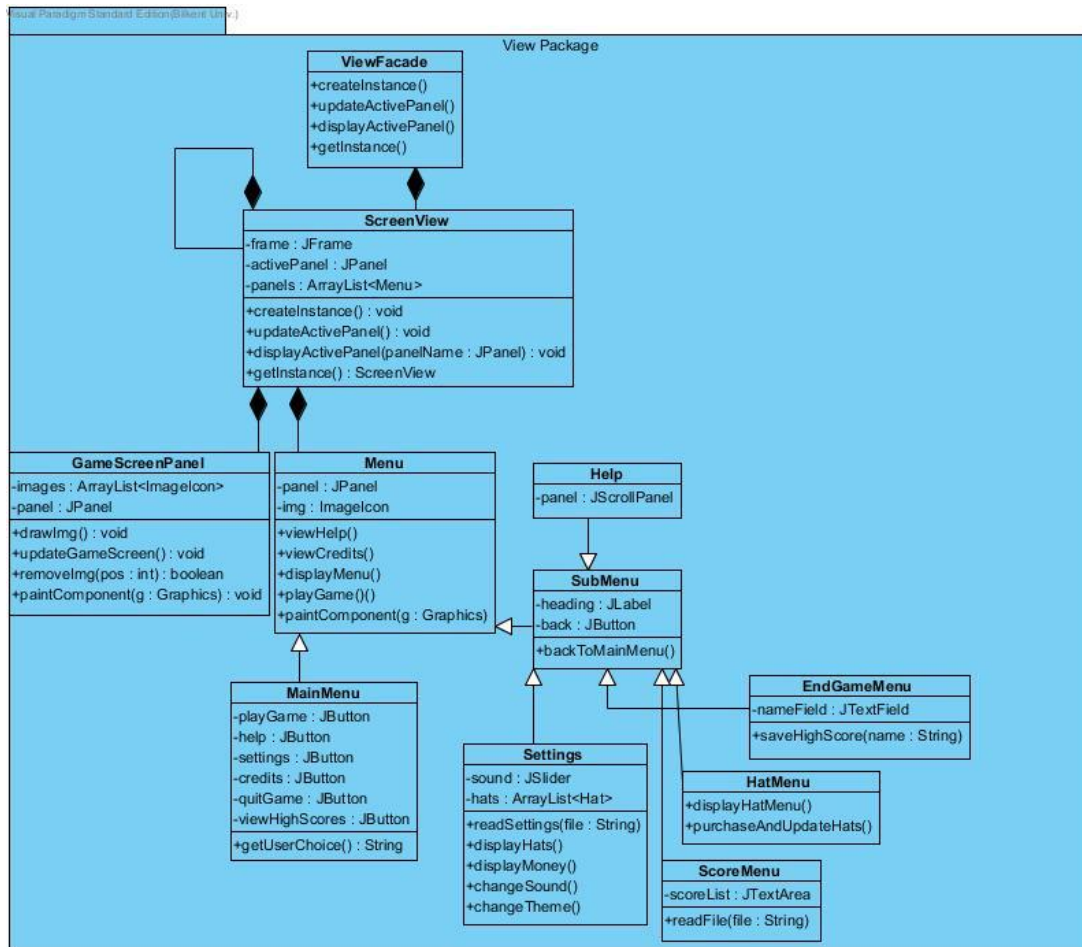 Visual Paradigm Standard Edition(Bilkent Univ.)
View Package
ViewFacade
+createInstance()
+updateActivePanel()
+displayActivePanel()
+getInstance()
ScreenView
-frame : JFrame
-activePanel : JPanel
-panels : ArrayList<Menu>
+createInstance() : void
+updateActivePanel() : void
+displayActivePanel(panelName : JPanel) : void
+getInstance() : ScreenView
GameScreenPanel
-images : ArrayList<ImageIcon>
-panel : JPanel
+drawImg() : void
+updateGameScreen() : void
+removeImg(pos : int) : boolean
+paintComponent(g : Graphics) : void
Menu
-panel : JPanel
-img : ImageIcon
+viewHelp()
+viewCredits()
+displayMenu()
+playGame()()
+paintComponent(g : Graphics)
Help
-panel : JScrollPanel
SubMenu
-heading : JLabel
-back : JButton
+backToMainMenu()
MainMenu
-playGame : JButton
-help : JButton
-settings : JButton
-credits : JButton
-quitGame : JButton
-viewHighScores : JButton
+getUserChoice() : String
Settings
-sound : JSlider
-hats : ArrayList<Hat>
+readSettings(file : String)
+displayHats()
+displayMoney()
+changeSound()
+changeTheme()
EndGameMenu
-nameField : JTextField
+saveHighScore(name : String)
HatMenu
+displayHatMenu()
+purchaseAndUpdateHats()
ScoreMenu
-scoreList : JTextArea
+readFile(file : String)